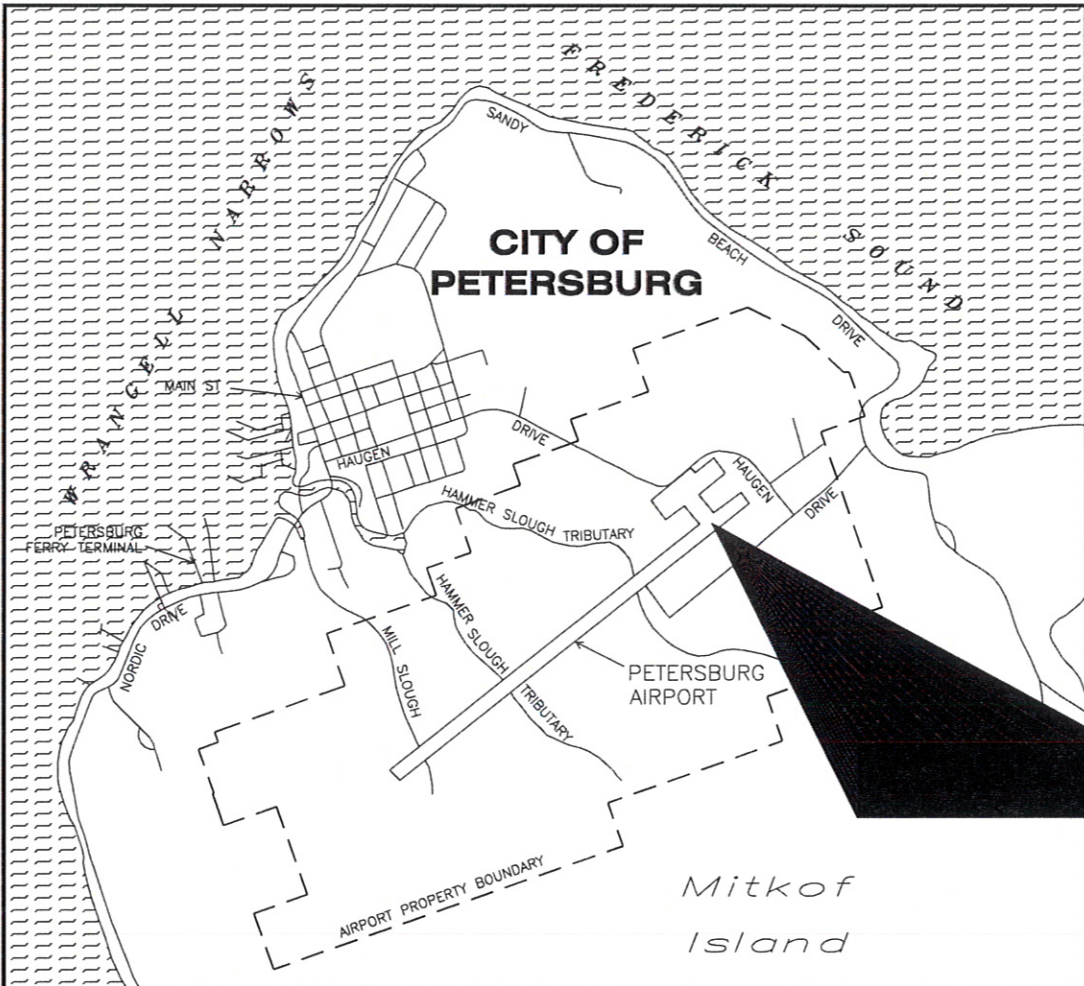 FREDERICK SOUND
WRANGELL NARROWS
SANDY
BEACH
DRIVE
CITY OF
PETERSBURG
MAIN ST
HAUGEN
DRIVE
HAUGEN
DRIVE
HAMMER SLOUGH TRIBUTARY
PETERSBURG
FERRY TERMINAL
NORDIC
DRIVE
MILL SLOUGH
HAMMER SLOUGH
TRIBUTARY
PETERSBURG
AIRPORT
AIRPORT PROPERTY BOUNDARY
Mitkof
Island